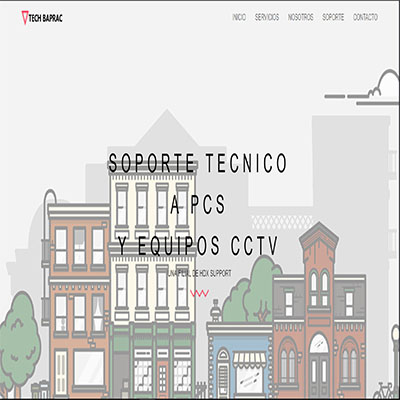 TECH BAPRAC
INICIO SERVICIOS NOSOTROS SOPORTE CONTACTO
SOPORTE TECNICO
A PCS
Y EQUIPOS CCTV
UNA FILIAL DE HDX SUPPORT